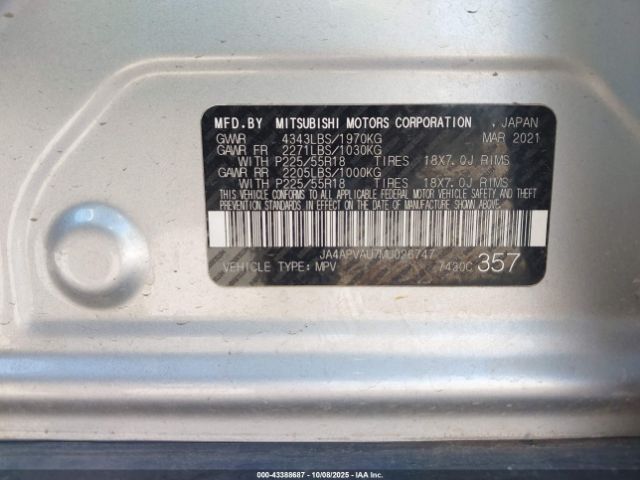 MFD.BY MITSUBISHI MOTORS CORPORATION , JAPAN
GVWR 4343LBS/1970KG MAR 2021
GAWR FR 2271LBS/1030KG
WITH P225/55R18 TIRES 18X7.0J RIMS
GAWR RR 2205LBS/1000KG
WITH P225/55R18 TIRES 18X7.0J RIMS
THIS VEHICLE CONFORMS TO ALL APPLICABLE FEDERAL MOTOR VEHICLE SAFETY AND THEFT
PREVENTION STANDARDS IN EFFECT ON THE DATE OF MANUFACTURE SHOWN ABOVE.
JA4APVAU7MU026747
VEHICLE TYPE: MPV 7430C 357
000-43388687 - 10/08/2025 - IAA Inc.